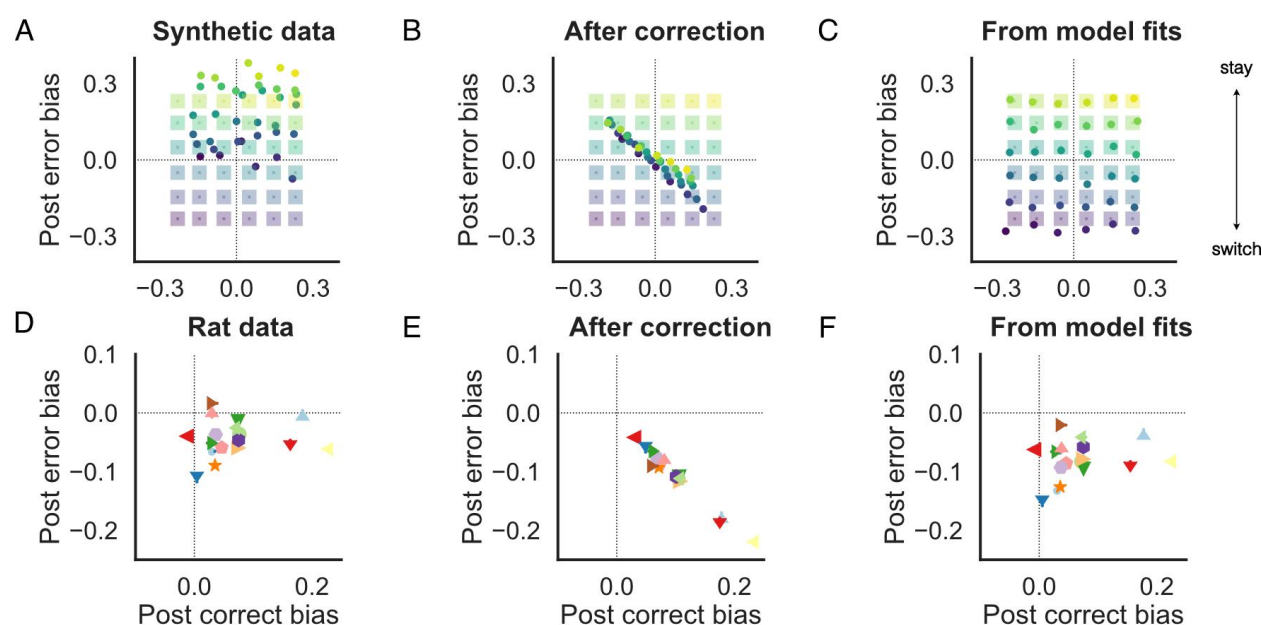 A Synthetic data
B After correction
C From model fits
Post error bias
0.3
0.0
−0.3
−0.3 0.0 0.3
Post error bias
0.3
0.0
−0.3
−0.3 0.0 0.3
Post error bias
0.3
0.0
−0.3
−0.3 0.0 0.3
stay
switch
D Rat data
E After correction
F From model fits
Post error bias
0.1
0.0
−0.1
−0.2
0.0 0.2
Post correct bias
Post error bias
0.1
0.0
−0.1
−0.2
0.0 0.2
Post correct bias
Post error bias
0.1
0.0
−0.1
−0.2
0.0 0.2
Post correct bias